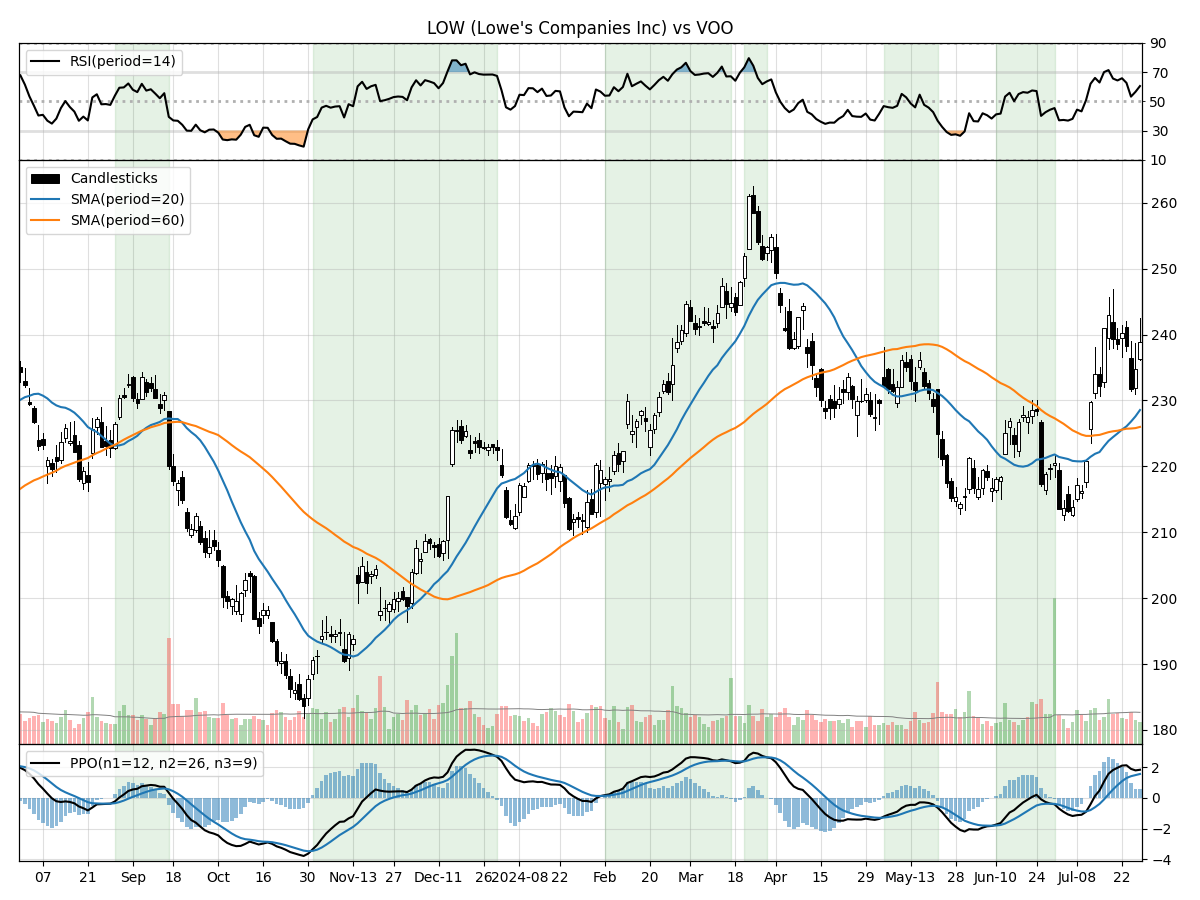 LOW (Lowe's Companies Inc) vs VOO
RSI(period=14)
90
70
50
30
10
Candlesticks
SMA(period=20)
SMA(period=60)
260
250
240
230
220
210
200
190
180
PPO(n1=12, n2=26, n3=9)
2
0
−2
−4
07 21 Sep 18 Oct 16 30 Nov-13 27 Dec-11 26 2024-08 22 Feb 20 Mar 18 Apr 15 29 May-13 28 Jun-10 24 Jul-08 22